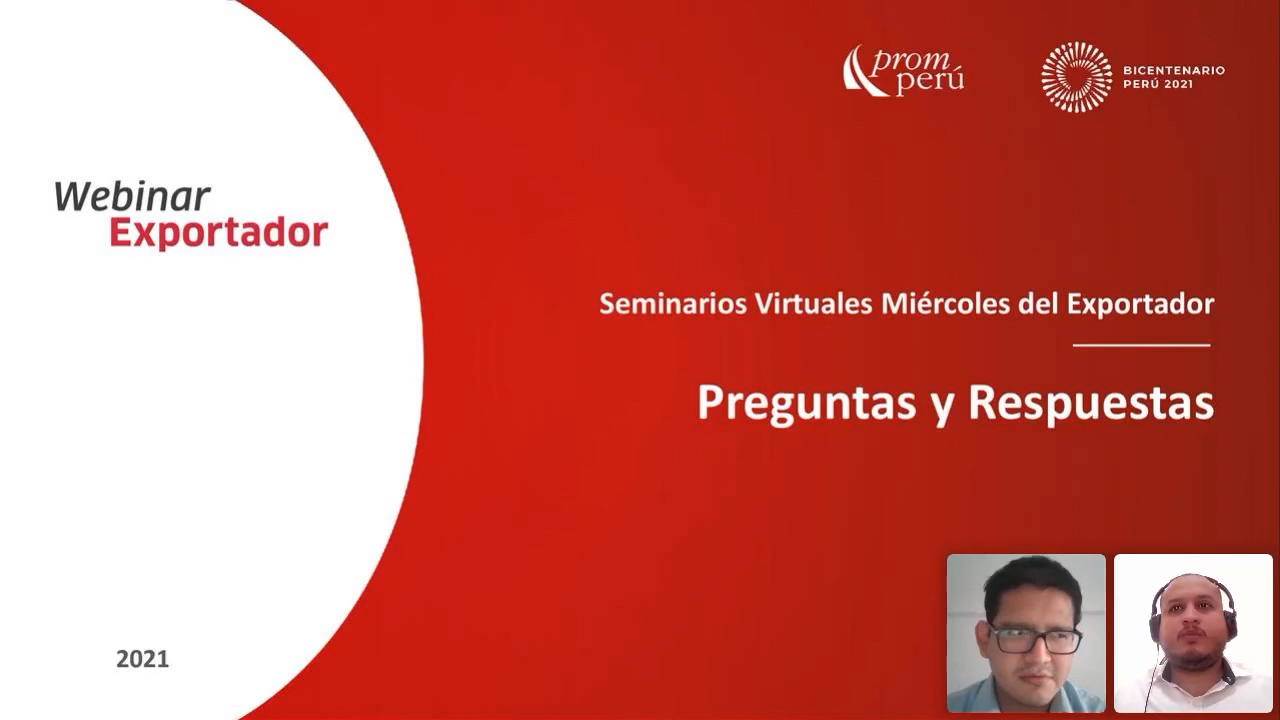 prom
perú
BICENTENARIO
PERÚ 2021
Webinar
Exportador
Seminarios Virtuales Miércoles del Exportador
Preguntas y Respuestas
2021